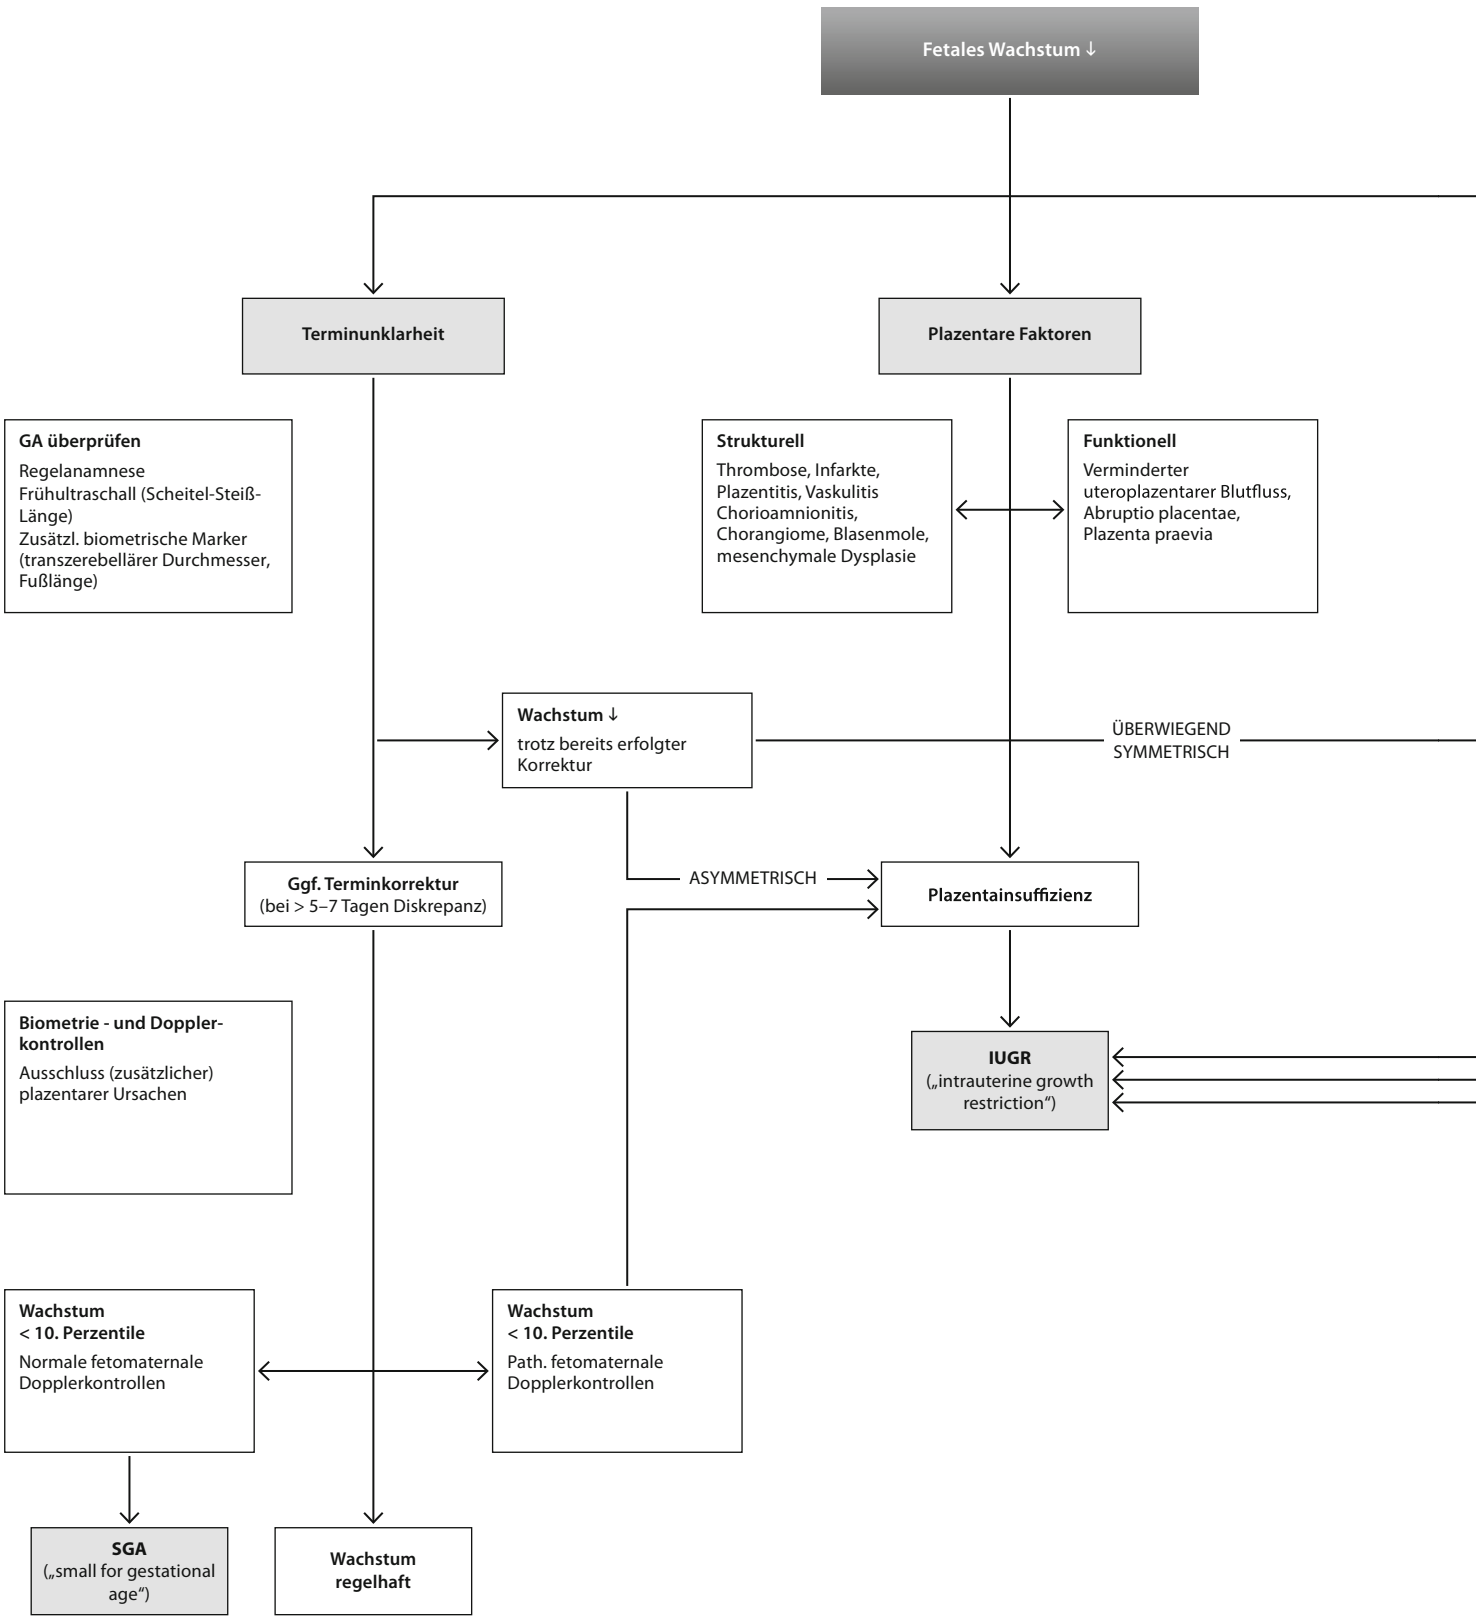 Fetales Wachstum ↓
Terminunklarheit
Plazentare Faktoren
GA überprüfen
Regelanamnese
Frühultraschall (Scheitel-Steiß-
Länge)
Zusätzl. biometrische Marker
(transzerebellärer Durchmesser,
Fußlänge)
Strukturell
Thrombose, Infarkte,
Plazentitis, Vaskulitis
Chorioamnionitis,
Chorangiome, Blasenmole,
mesenchymale Dysplasie
Funktionell
Verminderter
uteroplazentarer Blutfluss,
Abruptio placentae,
Plazenta praevia
Wachstum ↓
trotz bereits erfolgter
Korrektur
ÜBERWIEGEND
SYMMETRISCH
Ggf. Terminkorrektur
(bei > 5–7 Tagen Diskrepanz)
ASYMMETRISCH
Plazentainsuffizienz
Biometrie - und Doppler-
kontrollen
Ausschluss (zusätzlicher)
plazentarer Ursachen
IUGR
(„intrauterine growth
restriction“)
Wachstum
< 10. Perzentile
Normale fetomaternale
Dopplerkontrollen
Wachstum
< 10. Perzentile
Path. fetomaternale
Dopplerkontrollen
SGA
(„small for gestational
age“)
Wachstum
regelhaft